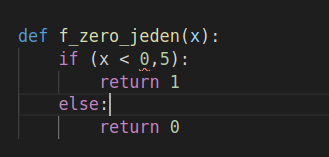 def f_zero_jeden(x):
    if (x < 0,5):
        return 1
    else:
        return 0